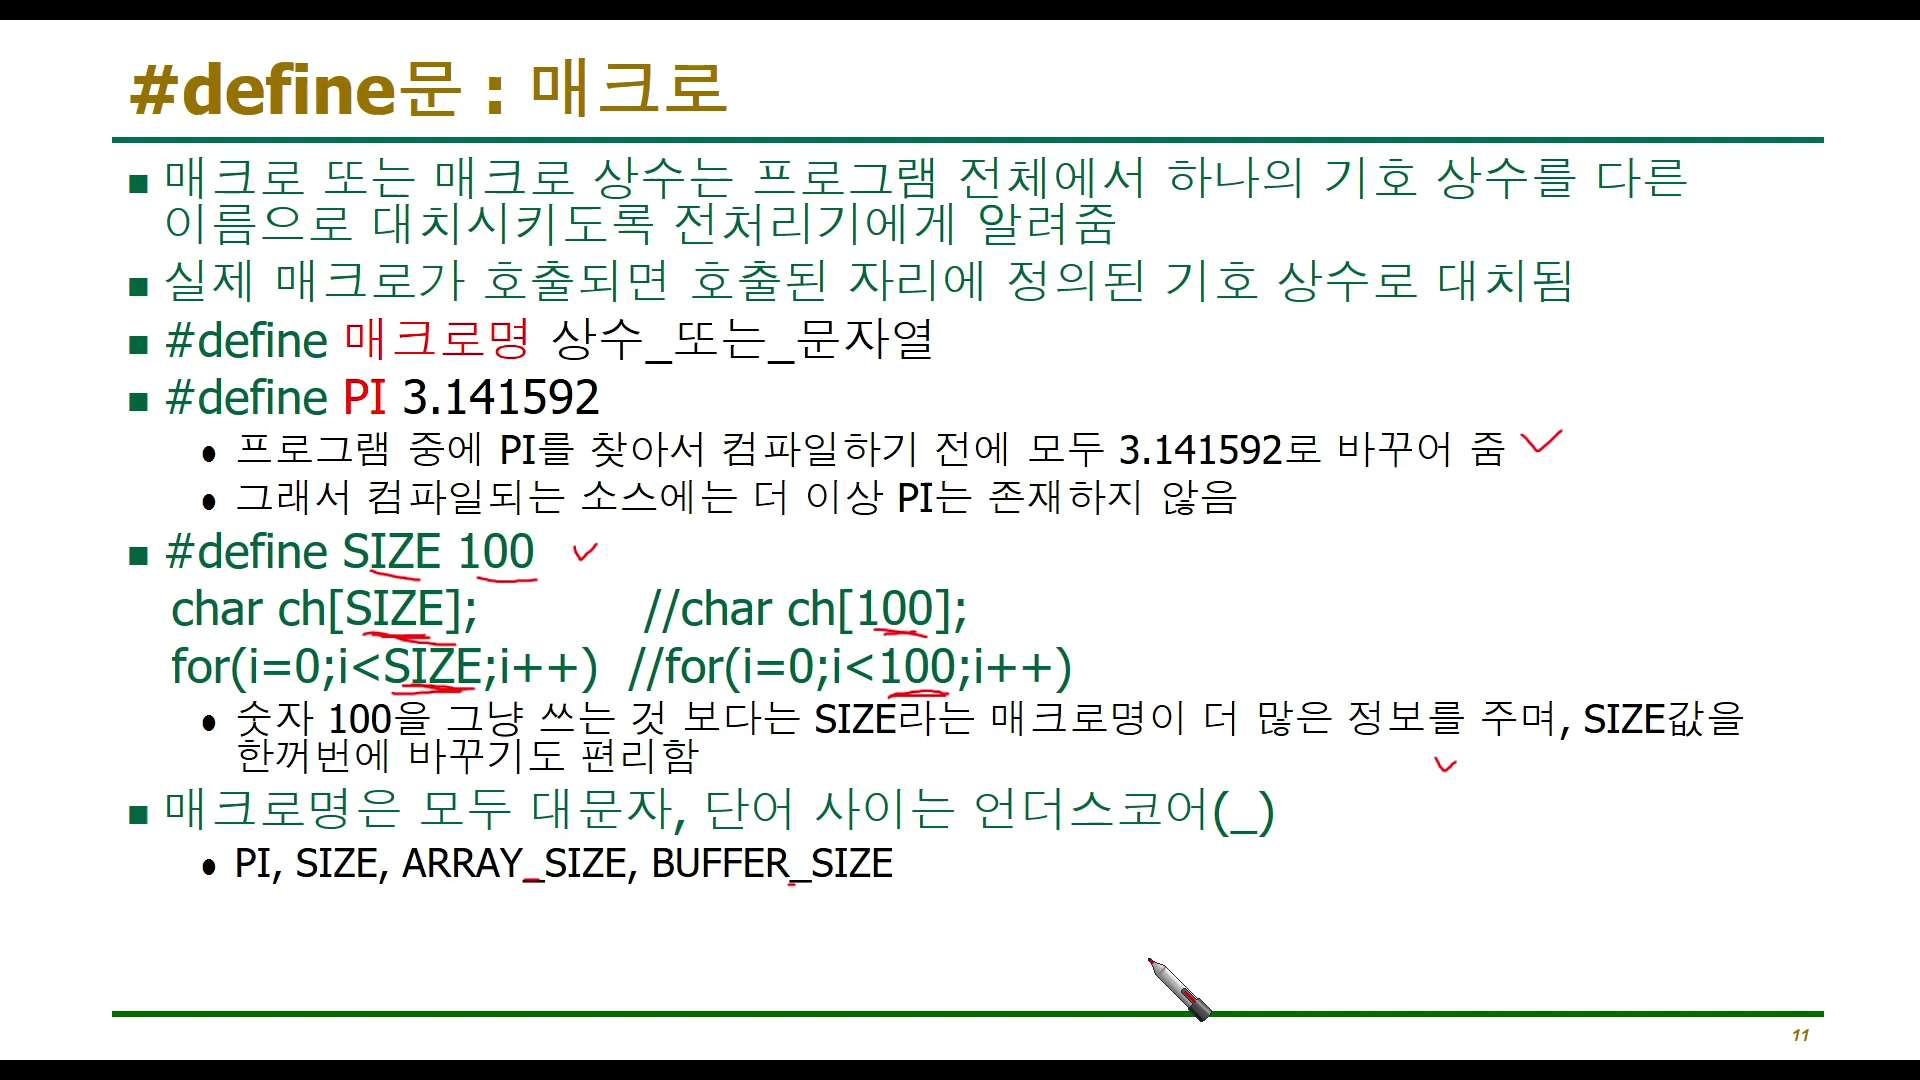 #define문 : 매크로
매크로 또는 매크로 상수는 프로그램 전체에서 하나의 기호 상수를 다른
이름으로 대치시키도록 전처리기에게 알려줌
실제 매크로가 호출되면 호출된 자리에 정의된 기호 상수로 대치됨
#define 매크로명 상수_또는_문자열
#define PI 3.141592
프로그램 중에 PI를 찾아서 컴파일하기 전에 모두 3.141592로 바꾸어 줌
그래서 컴파일되는 소스에는 더 이상 PI는 존재하지 않음
#define SIZE 100
char ch[SIZE]; //char ch[100];
for(i=0;i<SIZE;i++) //for(i=0;i<100;i++)
숫자 100을 그냥 쓰는 것 보다는 SIZE라는 매크로명이 더 많은 정보를 주며, SIZE값을
한꺼번에 바꾸기도 편리함
매크로명은 모두 대문자, 단어 사이는 언더스코어(_)
PI, SIZE, ARRAY_SIZE, BUFFER_SIZE
11